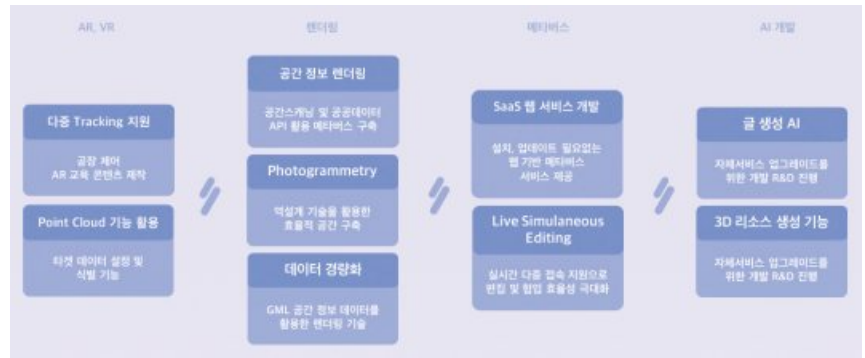 AR, VR
다중 Tracking 지원
공장 제어
AR 교육 콘텐츠 제작
Point Cloud 기능 활용
타겟 데이터 설정 및
식별 기능
렌더링
공간 정보 렌더링
공간스캐닝 및 공공데이터
API 활용 메타버스 구축
Photogrammetry
역설계 기술을 활용한
효율적 공간 구축
데이터 경량화
GML 공간 정보 데이터를
활용한 렌더링 기술
메타버스
SaaS 웹 서비스 개발
설치, 업데이트 필요없는
웹 기반 메타버스
서비스 제공
Live Simulaneous
Editing
실시간 다중 접속 지원으로
편집 및 협업 효율성 극대화
AI 개발
글 생성 AI
자체서비스 업그레이드를
위한 개발 R&D 진행
3D 리소스 생성 기능
자체서비스 업그레이드를
위한 개발 R&D 진행